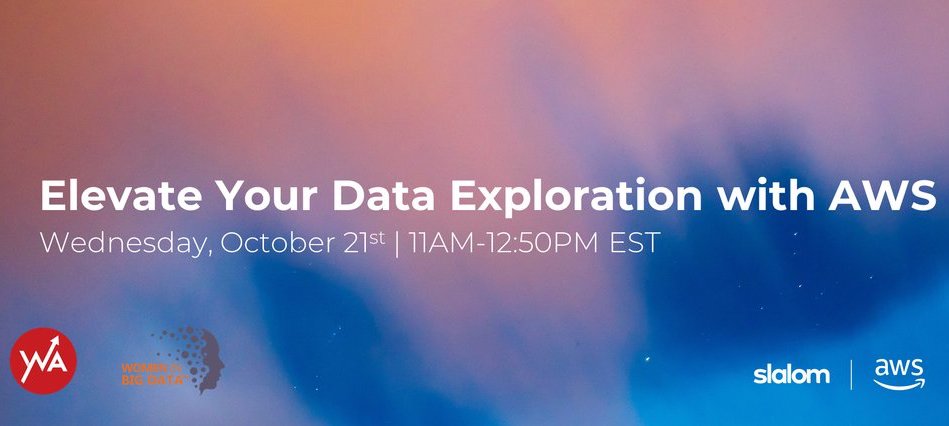 Elevate Your Data Exploration with AWS
Wednesday, October 21st | 11AM-12:50PM EST
WA
WOMEN IN
BIG DATA
slalom | aws